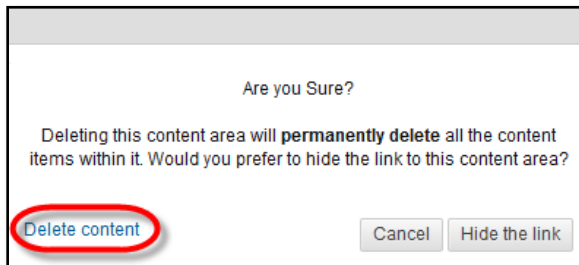 Are you Sure?
Deleting this content area will permanently delete all the content
items within it. Would you prefer to hide the link to this content area?
Delete content
Cancel
Hide the link